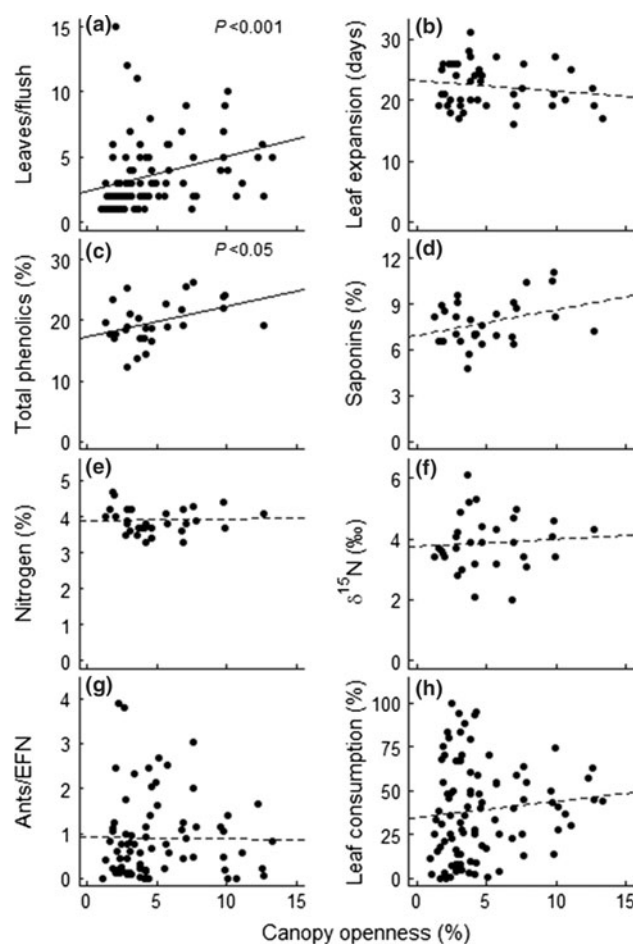 (a) P<0.001
Leaves/flush
15
10
5
0
(b)
Leaf expansion (days)
30
20
10
0
(c) P<0.05
Total phenolics (%)
30
20
10
0
(d)
Saponins (%)
12
9
6
3
0
(e)
Nitrogen (%)
5
4
3
2
1
0
(f)
δ15N (‰)
6
4
2
0
(g)
Ants/EFN
4
3
2
1
0
0 5 10 15
(h)
Leaf consumption (%)
100
75
50
25
0
0 5 10 15
Canopy openness (%)